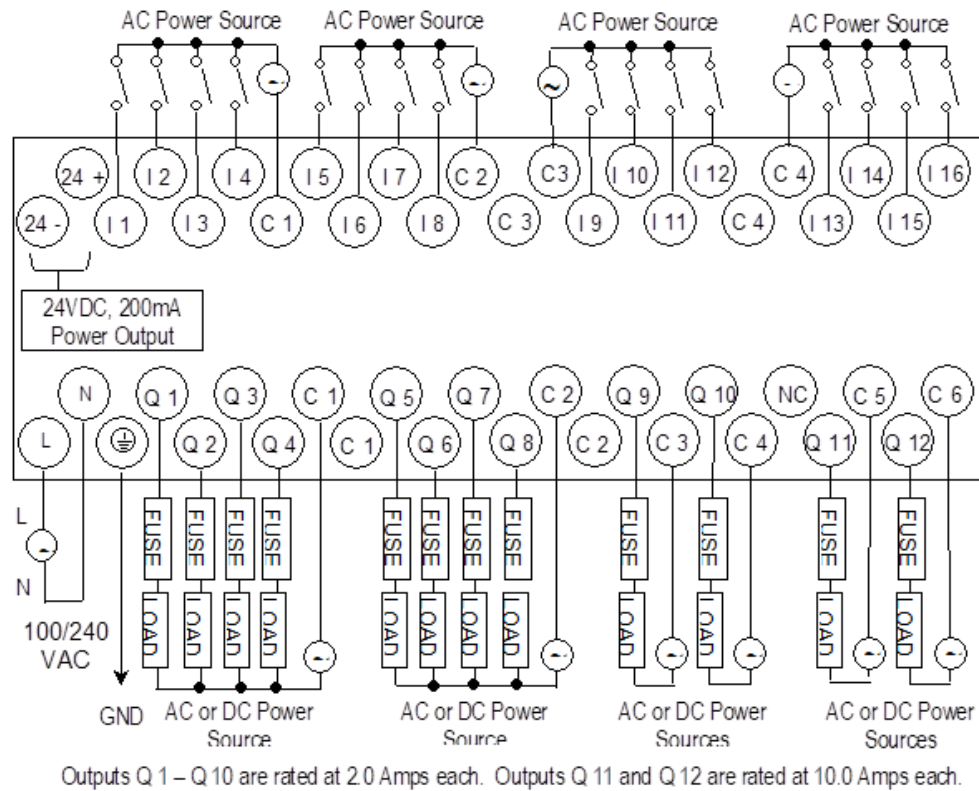 AC Power Source AC Power Source AC Power Source AC Power Source
24 + I 2 I 4 I 5 I 7 C 2 C3 I 10 I 12 C 4 I 14 I 16
24 - I 1 I 3 C 1 I 6 I 8 C 3 I 9 I 11 C 4 I 13 I 15
24VDC, 200mA
Power Output
N Q 1 Q 3 C 1 Q 5 Q 7 C 2 Q 9 Q 10 NC C 5 C 6
L Q 2 Q 4 C 1 Q 6 Q 8 C 2 C 3 C 4 Q 11 Q 12
L
N
FUSE FUSE FUSE FUSE FUSE FUSE FUSE FUSE FUSE FUSE FUSE FUSE
LOAD LOAD LOAD LOAD LOAD LOAD LOAD LOAD LOAD LOAD LOAD LOAD
100/240
VAC
GND
AC or DC Power
Source
AC or DC Power
Source
AC or DC Power
Sources
AC or DC Power
Sources
Outputs Q 1 – Q 10 are rated at 2.0 Amps each. Outputs Q 11 and Q 12 are rated at 10.0 Amps each.